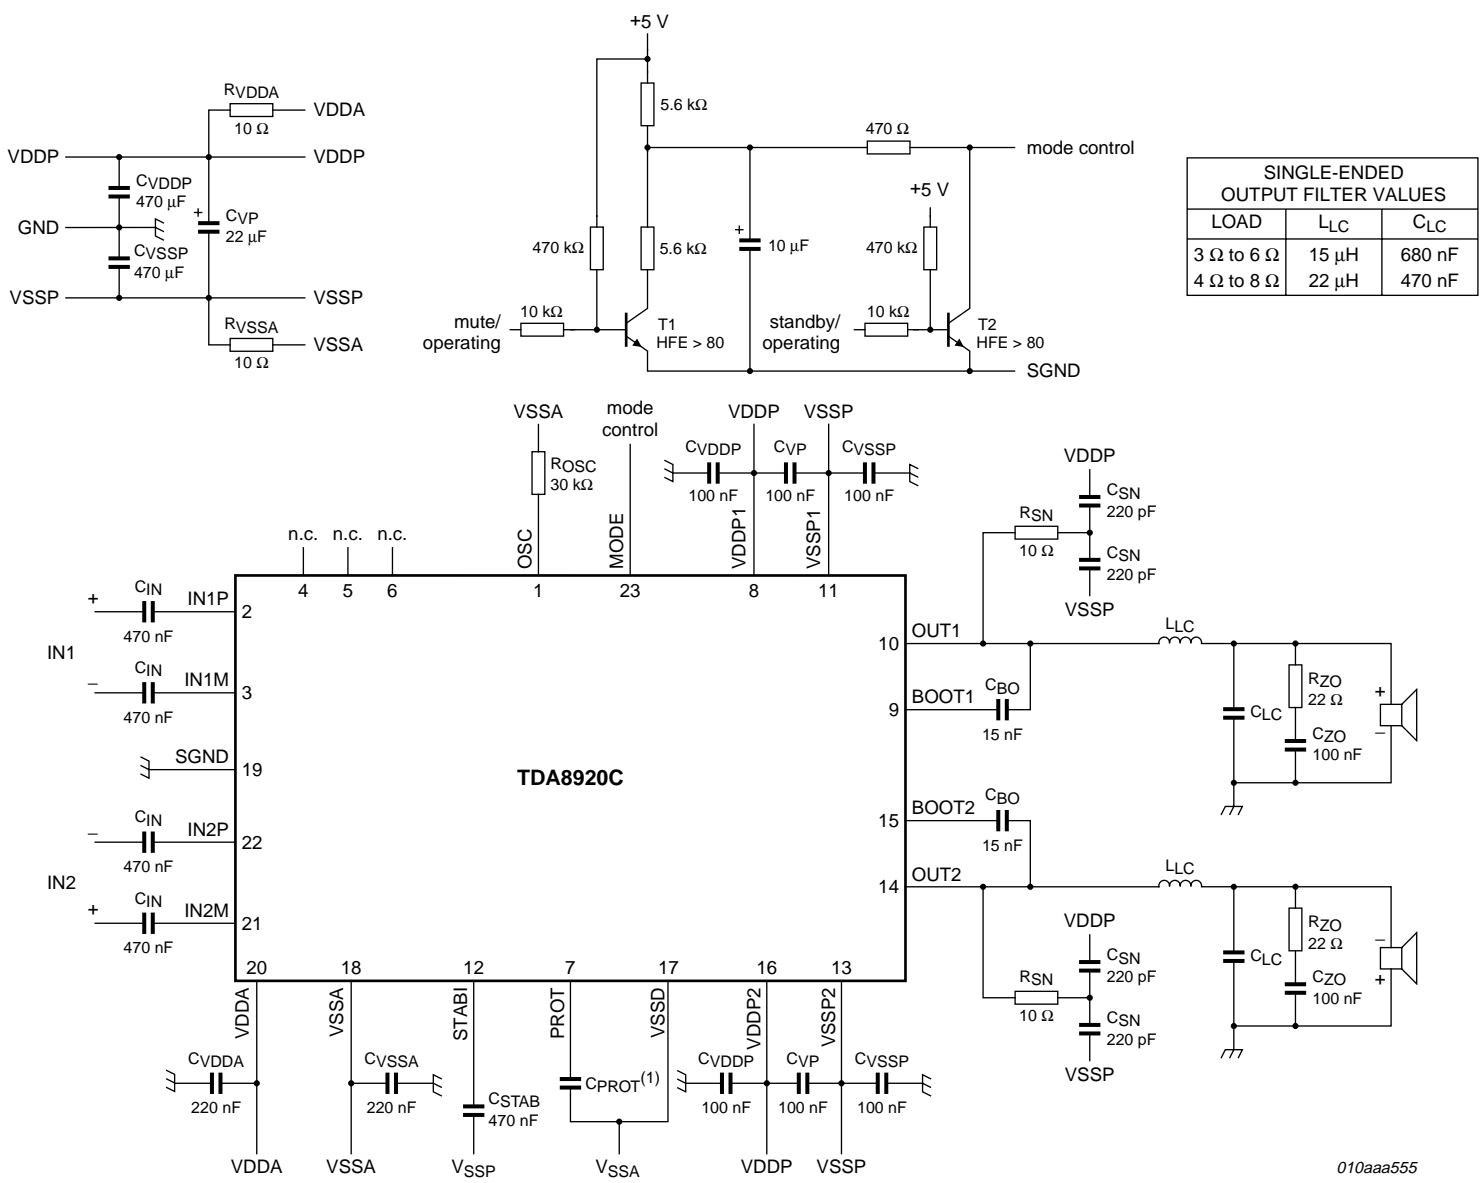 +5 V
RVDDA
VDDA
10 Ω
5.6 kΩ
470 Ω
VDDP
VDDP
mode control
CVDDP
470 μF
+5 V
SINGLE-ENDED
OUTPUT FILTER VALUES
LOAD LLC CLC
3 Ω to 6 Ω 15 μH 680 nF
4 Ω to 8 Ω 22 μH 470 nF
GND
+
CVP
22 μF
470 kΩ
5.6 kΩ
+
10 μF
470 kΩ
CVSSP
470 μF
VSSP
VSSP
RVSSA
VSSA
10 Ω
mute/
operating
10 kΩ
T1
HFE > 80
standby/
operating
10 kΩ
T2
HFE > 80
SGND
VSSA
mode
control
VDDP
VSSP
ROSC
30 kΩ
CVDDP
CVP
CVSSP
100 nF
100 nF
100 nF
VDDP
CSN
220 pF
RSN
10 Ω
CSN
220 pF
VSSP
n.c.
n.c.
n.c.
OSC
MODE
VDDP1
VSSP1
4
5
6
1
23
8
11
+
CIN
IN1P
2
470 nF
IN1
–
CIN
IN1M
3
470 nF
SGND
19
TDA8920C
–
CIN
IN2P
22
470 nF
IN2
+
CIN
IN2M
21
470 nF
10
OUT1
LLC
CBO
9
BOOT1
15 nF
RZO
22 Ω
+
–
CLC
CZO
100 nF
CBO
15
BOOT2
15 nF
14
OUT2
LLC
VDDP
CSN
220 pF
RSN
10 Ω
CSN
220 pF
VSSP
RZO
22 Ω
–
+
CLC
CZO
100 nF
20
18
12
7
17
16
13
VDDA
VSSA
STABI
PROT
VSSD
VDDP2
VSSP2
CVDDA
220 nF
CVSSA
220 nF
CSTAB
470 nF
CPROT(1)
CVDDP
100 nF
CVP
100 nF
CVSSP
100 nF
VDDA
VSSA
VSSP
VSSA
VDDP
VSSP
010aaa555